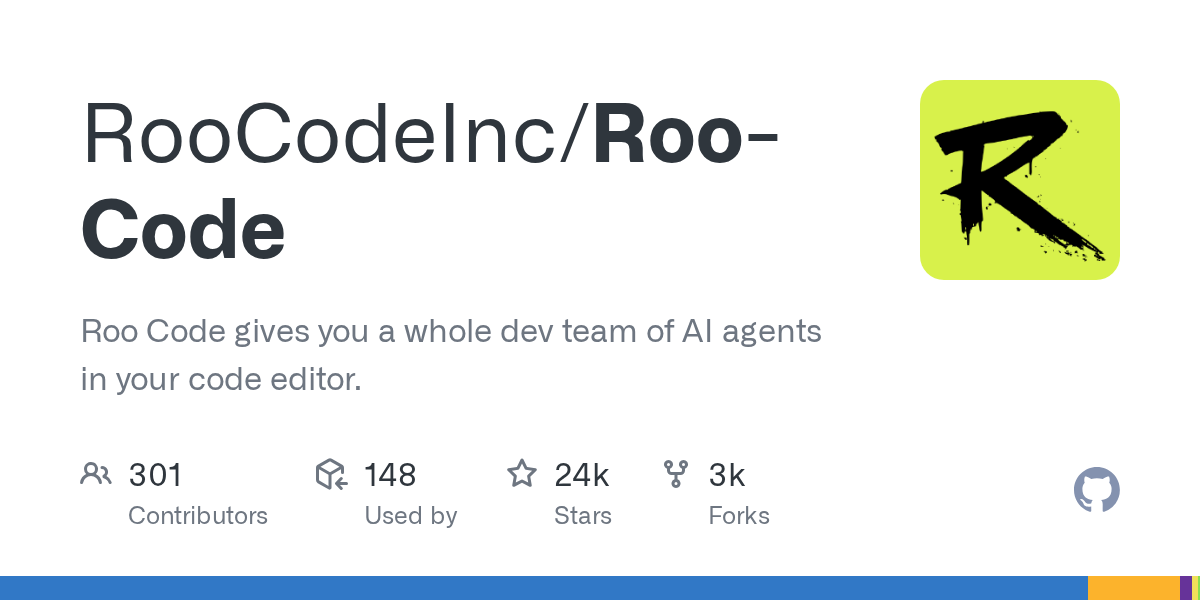 RooCodeInc/Roo-
Code
R
Roo Code gives you a whole dev team of AI agents
in your code editor.
301
Contributors
148
Used by
24k
Stars
3k
Forks